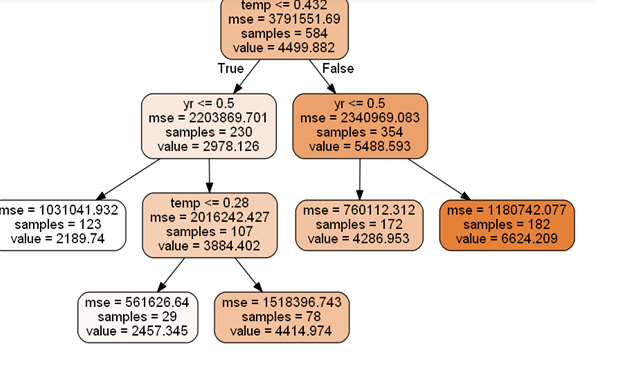 temp <= 0.432
mse = 3791551.69
samples = 584
value = 4499.882
True
False
yr <= 0.5
mse = 2203869.701
samples = 230
value = 2978.126
yr <= 0.5
mse = 2340969.083
samples = 354
value = 5488.593
mse = 1031041.932
samples = 123
value = 2189.74
temp <= 0.28
mse = 2016242.427
samples = 107
value = 3884.402
mse = 760112.312
samples = 172
value = 4286.953
mse = 1180742.077
samples = 182
value = 6624.209
mse = 561626.64
samples = 29
value = 2457.345
mse = 1518396.743
samples = 78
value = 4414.974